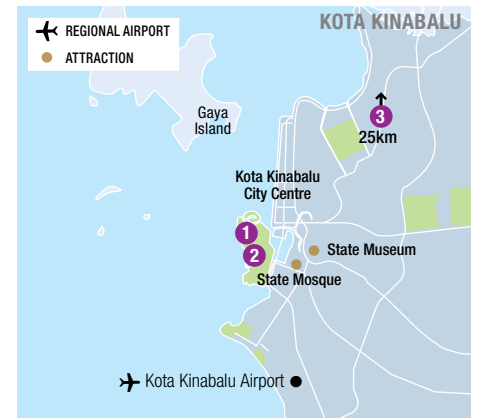 KOTA KINABALU
REGIONAL AIRPORT
ATTRACTION
Gaya
Island
3
25km
Kota Kinabalu
City Centre
1
2
State Museum
State Mosque
Kota Kinabalu Airport